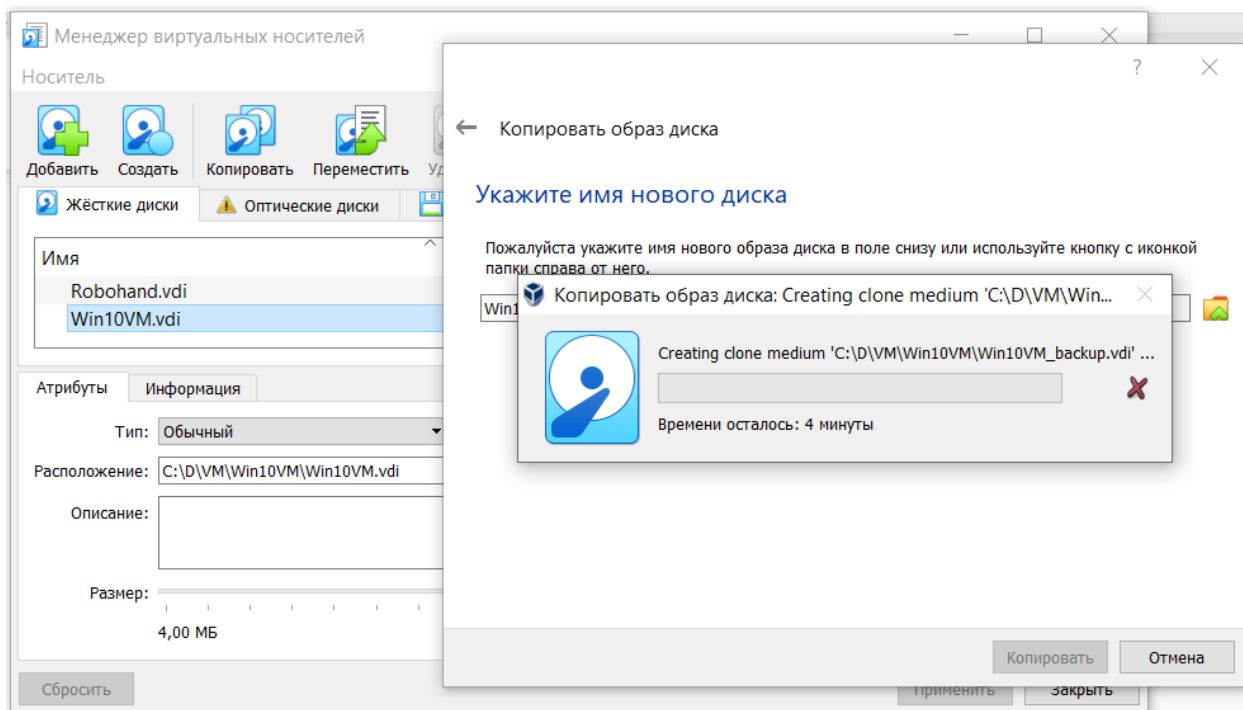 Менеджер виртуальных носителей
Носитель
Добавить Создать Копировать Переместить
Жёсткие диски Оптические диски
Имя
Robohand.vdi
Win10VM.vdi
Атрибуты Информация
Тип: Обычный
Расположение: C:\D\VM\Win10VM\Win10VM.vdi
Описание:
Размер:
4,00 МБ
Сбросить Применить Закрыть
?
Копировать образ диска
Укажите имя нового диска
Пожалуйста укажите имя нового образа диска в поле снизу или используйте кнопку с иконкой
папки справа от него.
Копировать образ диска: Creating clone medium 'C:\D\VM\Win...
Creating clone medium 'C:\D\VM\Win10VM\Win10VM_backup.vdi' ...
Времени осталось: 4 минуты
Копировать Отмена